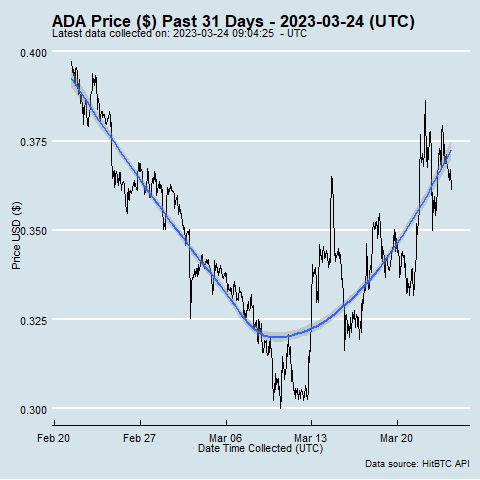 ADA Price ($) Past 31 Days - 2023-03-24 (UTC)
Latest data collected on: 2023-03-24 09:04:25  - UTC
0.400
0.375
0.350
0.325
0.300
Price USD ($)
Feb 20
Feb 27
Mar 06
Mar 13
Mar 20
Date Time Collected (UTC)
Data source: HitBTC API